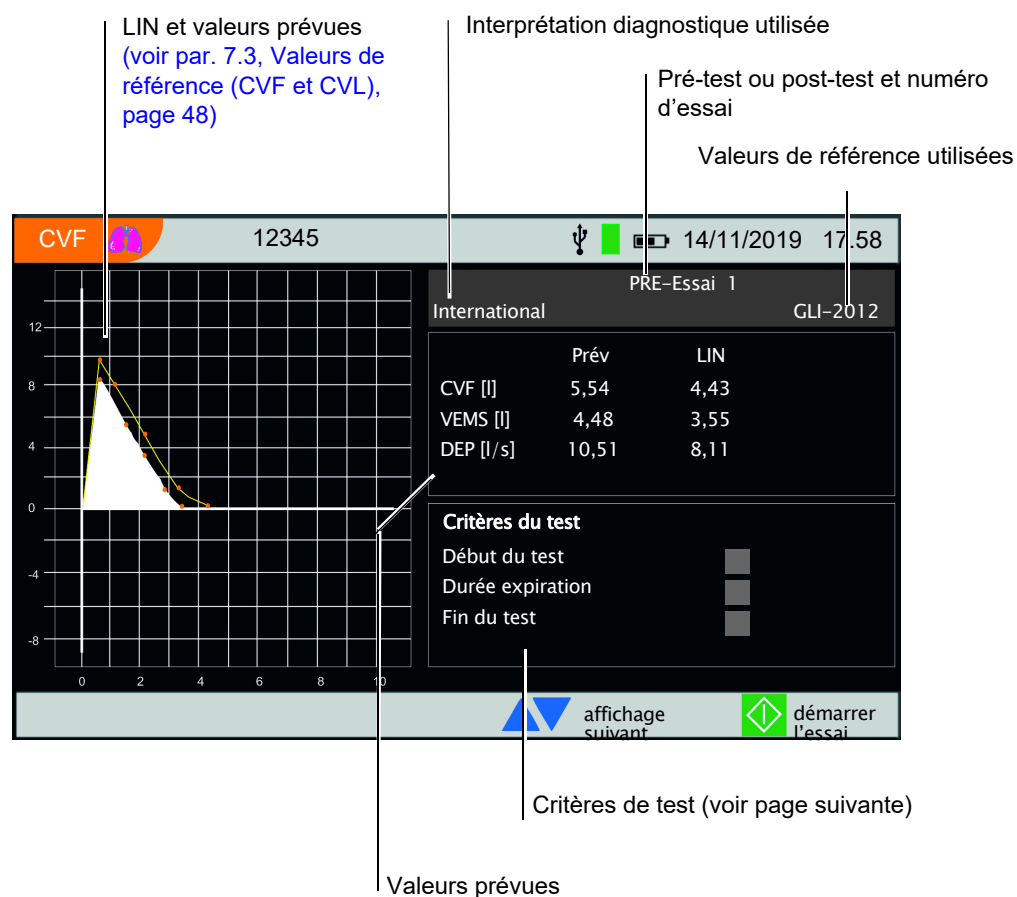 LIN et valeurs prévues
(voir par. 7.3, Valeurs de
référence (CVF et CVL),
page 48)
Interprétation diagnostique utilisée
Pré-test ou post-test et numéro
d'essai
Valeurs de référence utilisées
CVF
12345
14/11/2019 17.58
PRE-Essai 1
International
GLI-2012
Prév LIN
CVF [l] 5,54 4,43
VEMS [l] 4,48 3,55
DEP [l/s] 10,51 8,11
Critères du test
Début du test
Durée expiration
Fin du test
12
8
4
0
-4
-8
0 2 4 6 8 10
affichage
suivant
démarrer
l'essai
Critères de test (voir page suivante)
Valeurs prévues